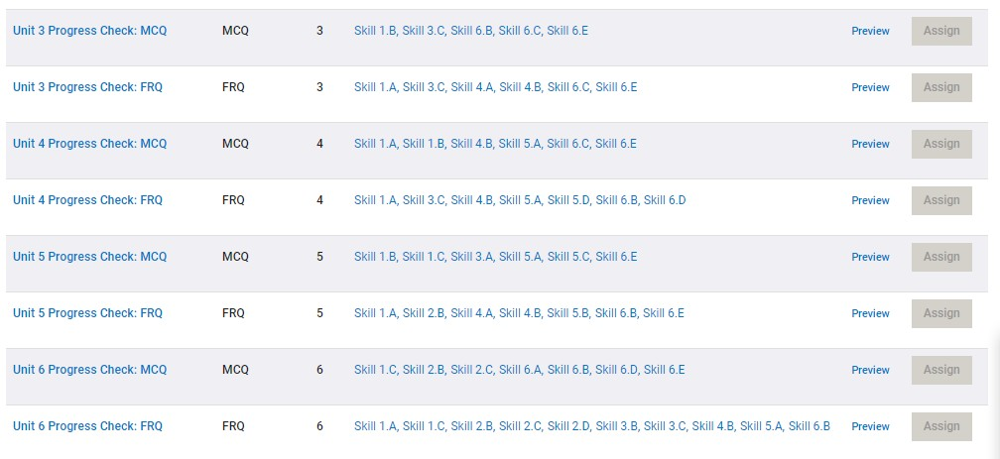 Unit 3 Progress Check: MCQ MCQ 3 Skill 1.B, Skill 3.C, Skill 6.B, Skill 6.C, Skill 6.E Preview Assign
Unit 3 Progress Check: FRQ FRQ 3 Skill 1.A, Skill 3.C, Skill 4.A, Skill 4.B, Skill 6.C, Skill 6.E Preview Assign
Unit 4 Progress Check: MCQ MCQ 4 Skill 1.A, Skill 1.B, Skill 4.B, Skill 5.A, Skill 6.C, Skill 6.E Preview Assign
Unit 4 Progress Check: FRQ FRQ 4 Skill 1.A, Skill 3.C, Skill 4.B, Skill 5.A, Skill 5.D, Skill 6.B, Skill 6.D Preview Assign
Unit 5 Progress Check: MCQ MCQ 5 Skill 1.B, Skill 1.C, Skill 3.A, Skill 5.A, Skill 5.C, Skill 6.E Preview Assign
Unit 5 Progress Check: FRQ FRQ 5 Skill 1.A, Skill 2.B, Skill 4.A, Skill 4.B, Skill 5.B, Skill 6.B, Skill 6.E Preview Assign
Unit 6 Progress Check: MCQ MCQ 6 Skill 1.C, Skill 2.B, Skill 2.C, Skill 6.A, Skill 6.B, Skill 6.D, Skill 6.E Preview Assign
Unit 6 Progress Check: FRQ FRQ 6 Skill 1.A, Skill 1.C, Skill 2.B, Skill 2.C, Skill 2.D, Skill 3.B, Skill 3.C, Skill 4.B, Skill 5.A, Skill 6.B Preview Assign